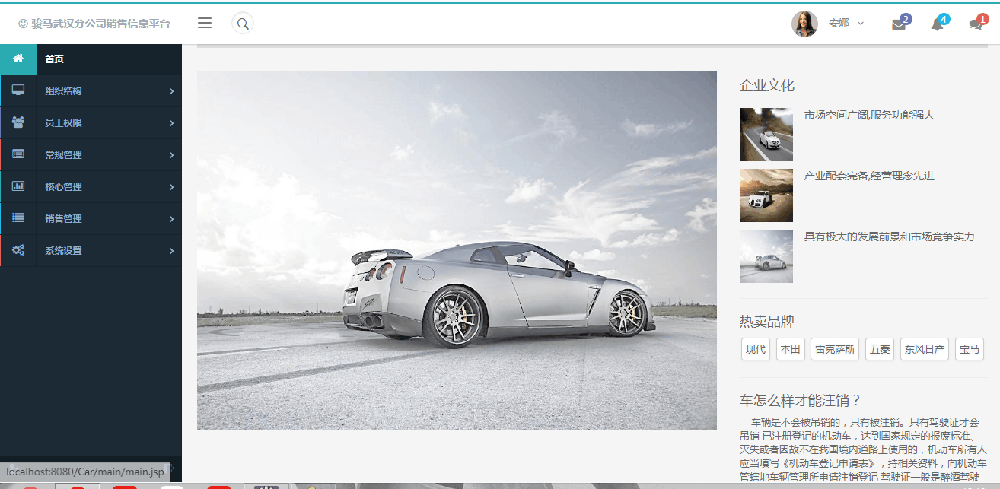 骏马武汉分公司销售信息平台
安娜
2
4
1
首页
组织结构
员工权限
常规管理
核心管理
销售管理
系统设置
企业文化
市场空间广阔,服务功能强大
产业配套完备,经营理念先进
具有极大的发展前景和市场竞争实力
热卖品牌
现代 本田 雷克萨斯 五菱 东风日产 宝马
车怎么样才能注销？
车辆是不会被吊销的，只有被注销。只有驾驶证才会
吊销 已注册登记的机动车，达到国家规定的报废标准、
灭失或者因故不在我国境内道路上使用的，机动车所有人
应当填写《机动车登记申请表》，持相关资料，向机动车
管辖地车辆管理所申请注销登记 驾驶证一般是醉酒驾驶
localhost:8080/Car/main/main.jsp